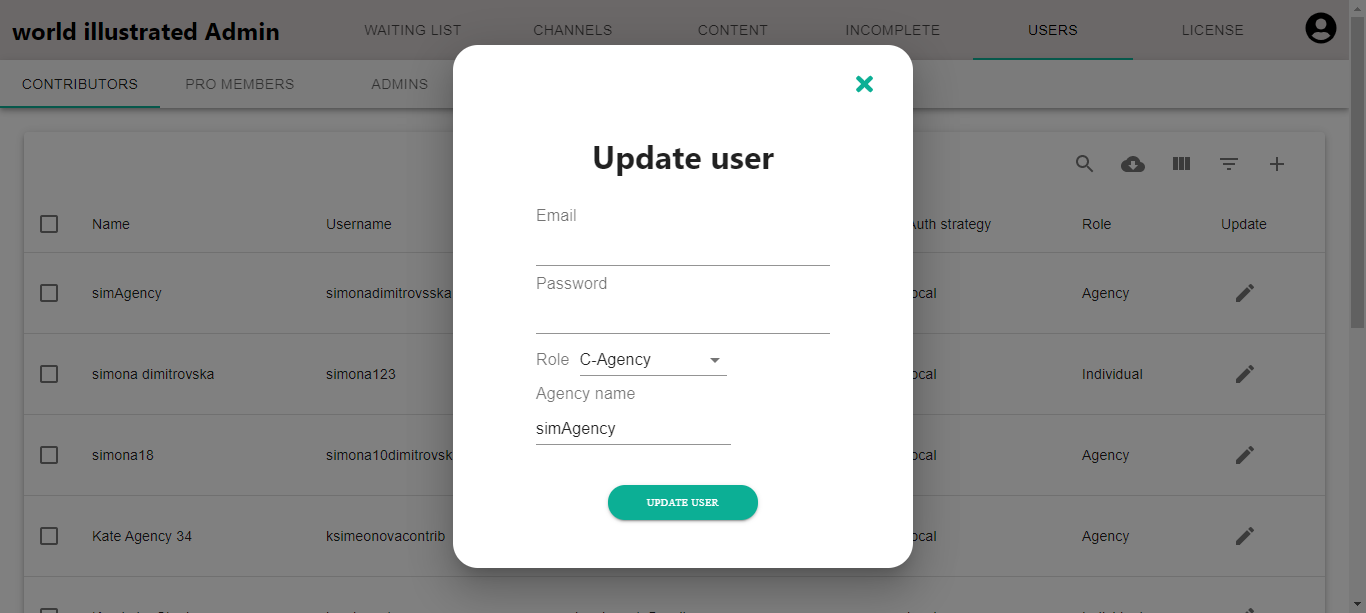 world illustrated Admin
WAITING LIST
CHANNELS
CONTENT
INCOMPLETE
USERS
LICENSE
CONTRIBUTORS
PRO MEMBERS
ADMINS
Update user
Email
Password
Role C-Agency
Agency name
simAgency
UPDATE USER
Name Username Auth strategy Role Update
simAgency simonadimitrovsska ocal Agency
simona dimitrovska simona123 ocal Individual
simona18 simona10dimitrovsk ocal Agency
Kate Agency 34 ksimeonovacontrib ocal Agency